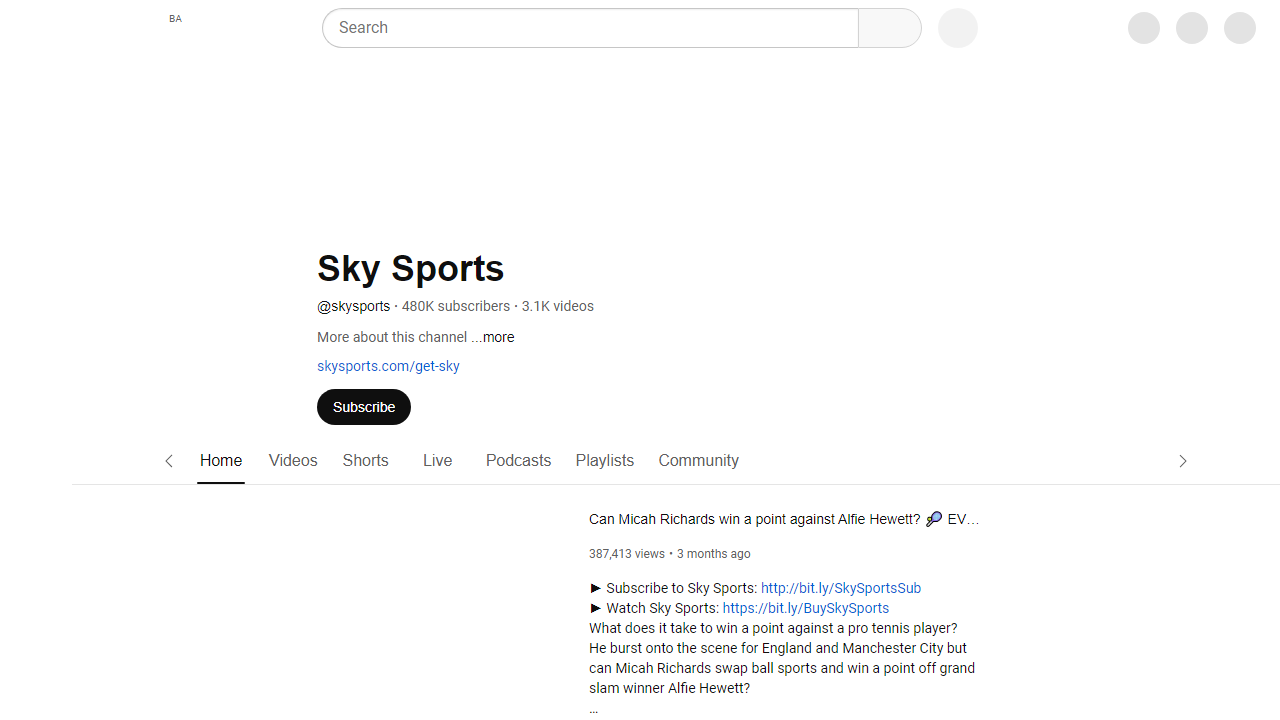 BA
Search
Sky Sports
@skysports • 480K subscribers • 3.1K videos
More about this channel ...more
skysports.com/get-sky
Subscribe
Home Videos Shorts Live Podcasts Playlists Community
Can Micah Richards win a point against Alfie Hewett? 🎾 EV…
387,413 views • 3 months ago
► Subscribe to Sky Sports: http://bit.ly/SkySportsSub
► Watch Sky Sports: https://bit.ly/BuySkySports
What does it take to win a point against a pro tennis player?
He burst onto the scene for England and Manchester City but
can Micah Richards swap ball sports and win a point off grand
slam winner Alfie Hewett?
...